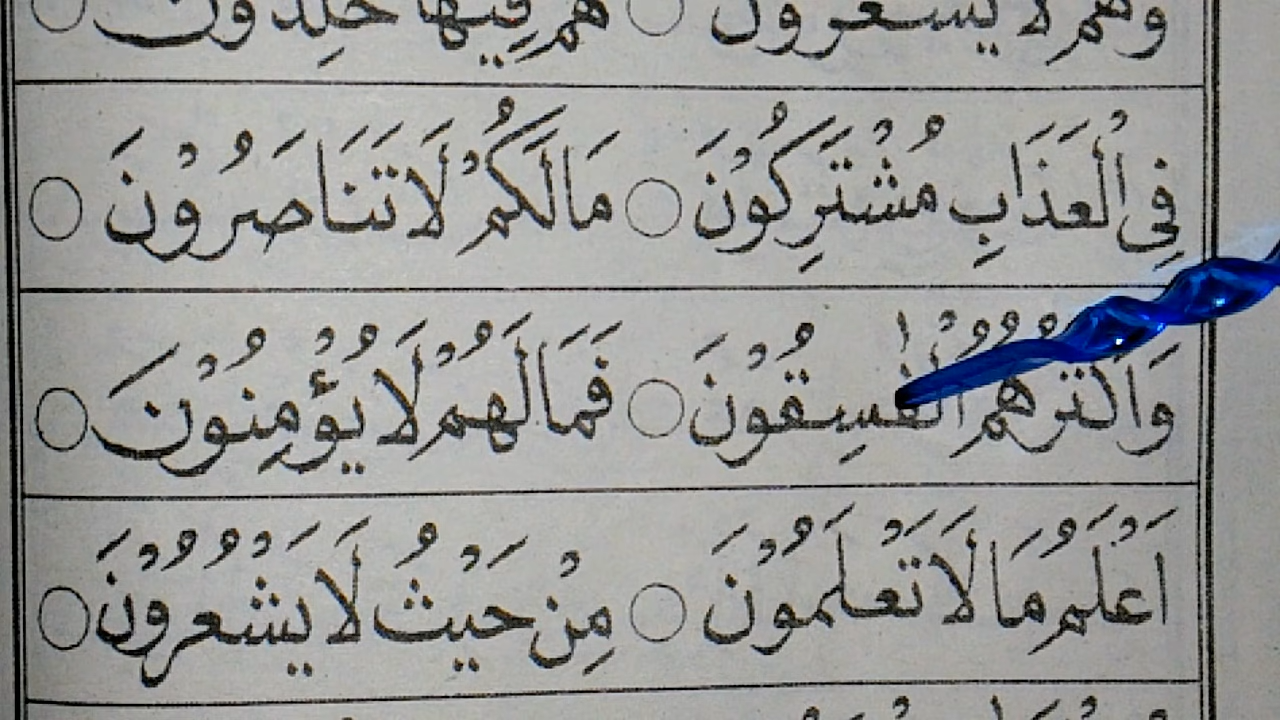 وَهُمْ لَا يَشْعُرُوْنَ ○ هُمْ فِيْهَا خٰلِدُوْنَ ○
فِى الْعَذَابِ مُشْتَرِكُوْنَ ○ مَا لَكُمْ لَا تَنَاصَرُوْنَ ○
وَاَكْثَرُهُمُ الْفٰسِقُوْنَ ○ فَمَا لَهُمْ لَا يُؤْمِنُوْنَ ○
اَعْلَمُ مَا لَا تَعْلَمُوْنَ ○ مِنْ حَيْثُ لَا يَشْعُرُوْنَ ○